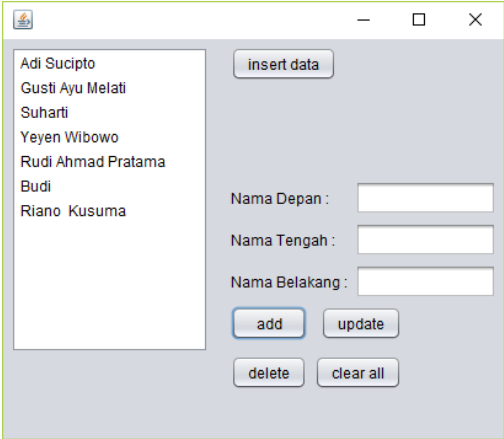 Adi Sucipto
Gusti Ayu Melati
Suharti
Yeyen Wibowo
Rudi Ahmad Pratama
Budi
Riano  Kusuma
insert data
Nama Depan :
Nama Tengah :
Nama Belakang :
add
update
delete
clear all